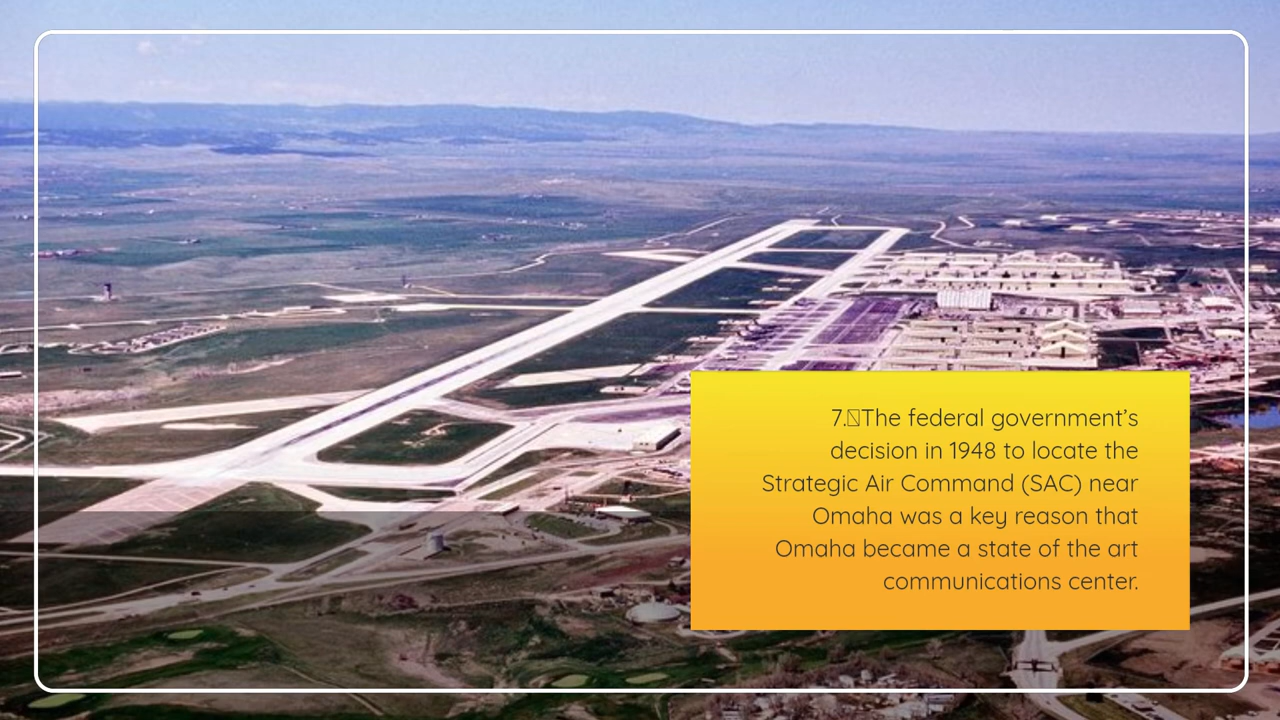 7. The federal government’s
decision in 1948 to locate the
Strategic Air Command (SAC) near
Omaha was a key reason that
Omaha became a state of the art
communications center.